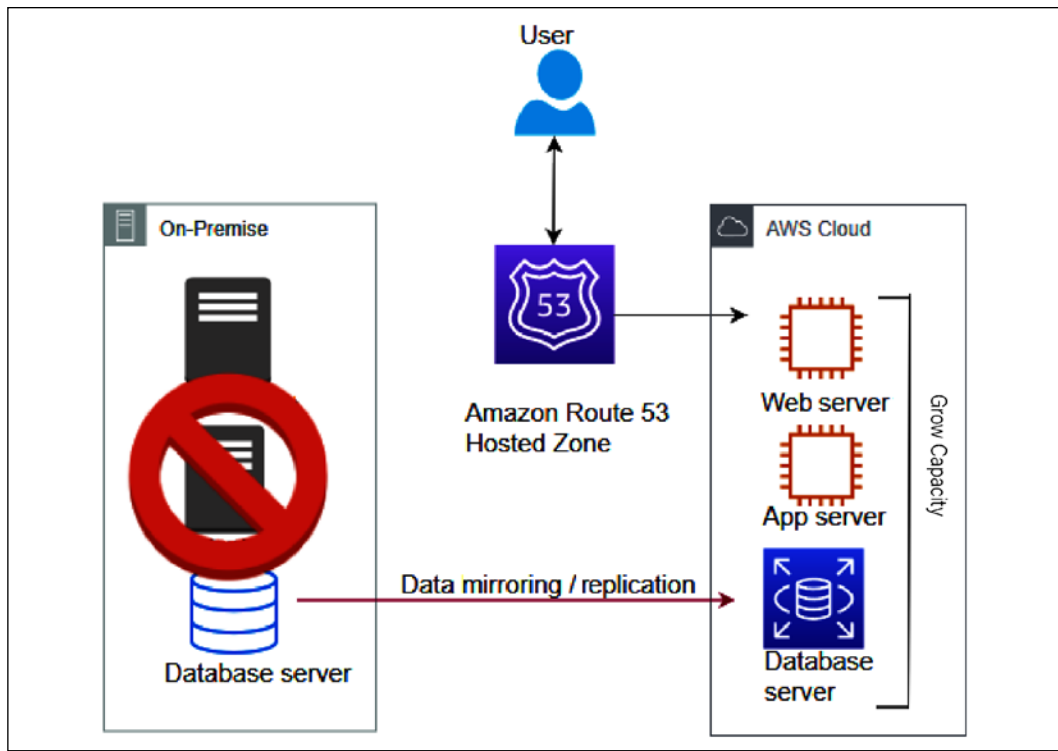 User
On-Premise
AWS Cloud
53
Amazon Route 53
Hosted Zone
Web server
App server
Grow Capacity
Data mirroring / replication
Database server
Database
server